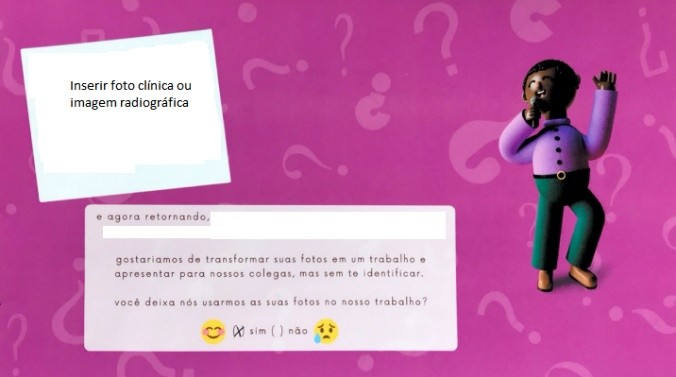 Inserir foto clínica ou
imagem radiográfica
e agora retornando,
gostariamos de transformar suas fotos em um trabalho e
apresentar para nossos colegas, mas sem te identificar.
você deixa nós usarmos as suas fotos no nosso trabalho?
(X) sim ( ) não